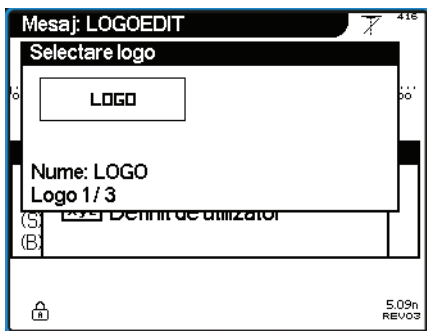 Mesaj: LOGOEDIT
416
Selectare logo
LOGO
Nume: LOGO
Logo 1/ 3
Definit de utilizator
(S)
(B)
5.09n
REV03